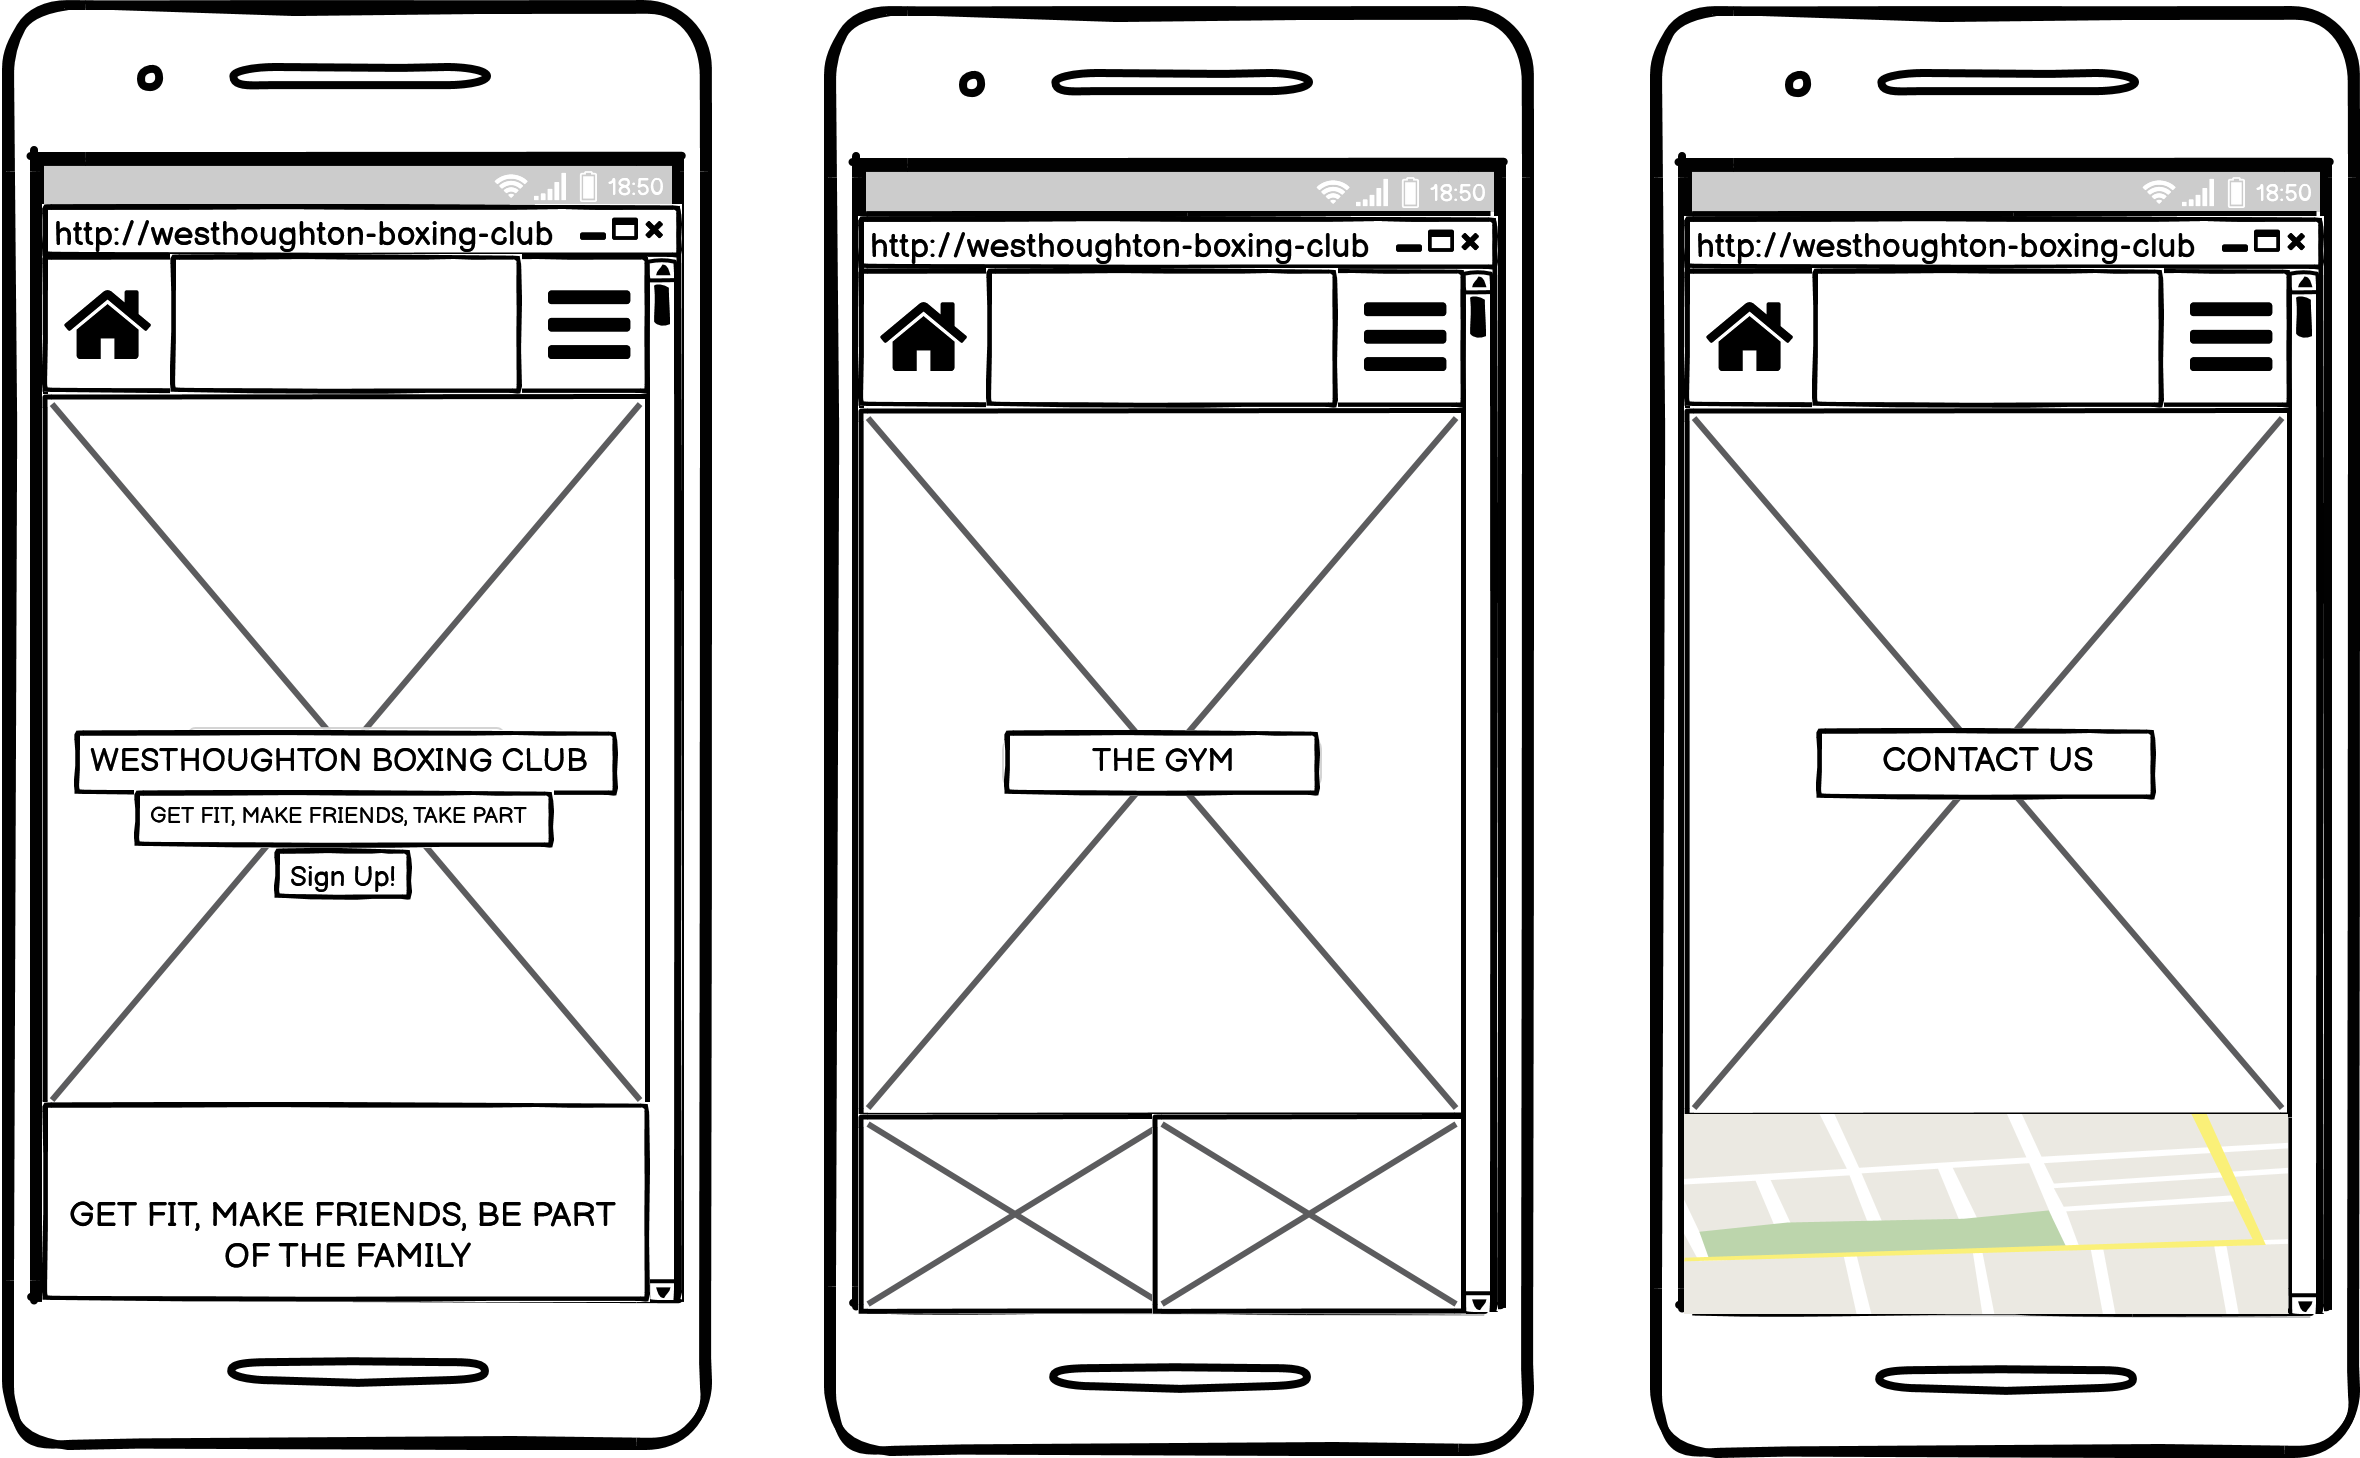 18:50
http://westhoughton-boxing-club
WESTHOUGHTON BOXING CLUB
GET FIT, MAKE FRIENDS, TAKE PART
Sign Up!
GET FIT, MAKE FRIENDS, BE PART
OF THE FAMILY
18:50
http://westhoughton-boxing-club
THE GYM
18:50
http://westhoughton-boxing-club
CONTACT US